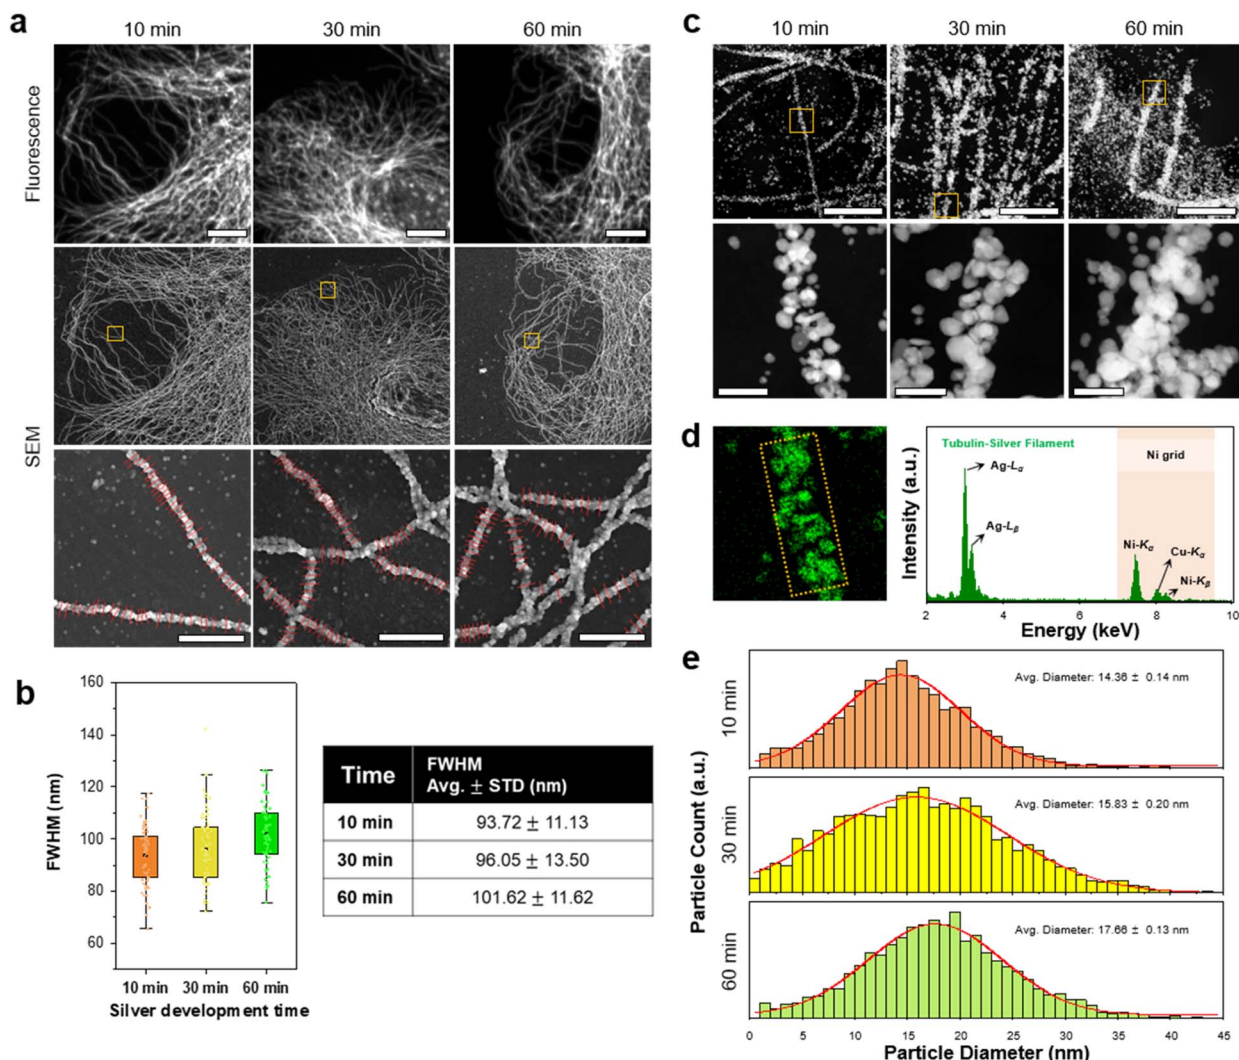 a
10 min 30 min 60 min
Fluorescence
SEM
c
10 min 30 min 60 min
d
Tubulin-Silver Filament
Ni grid
Ag-Lα
Ag-Lβ
Ni-Kα
Cu-Kα
Ni-Kβ
Intensity (a.u.)
2 4 6 8 10
Energy (keV)
b
160
140
120
100
80
60
FWHM (nm)
10 min 30 min 60 min
Silver development time
Time FWHM
Avg. ± STD (nm)
10 min 93.72 ± 11.13
30 min 96.05 ± 13.50
60 min 101.62 ± 11.62
e
10 min
Avg. Diameter: 14.36 ± 0.14 nm
30 min
Avg. Diameter: 15.83 ± 0.20 nm
60 min
Avg. Diameter: 17.66 ± 0.13 nm
Particle Count (a.u.)
0 5 10 15 20 25 30 35 40 45
Particle Diameter (nm)